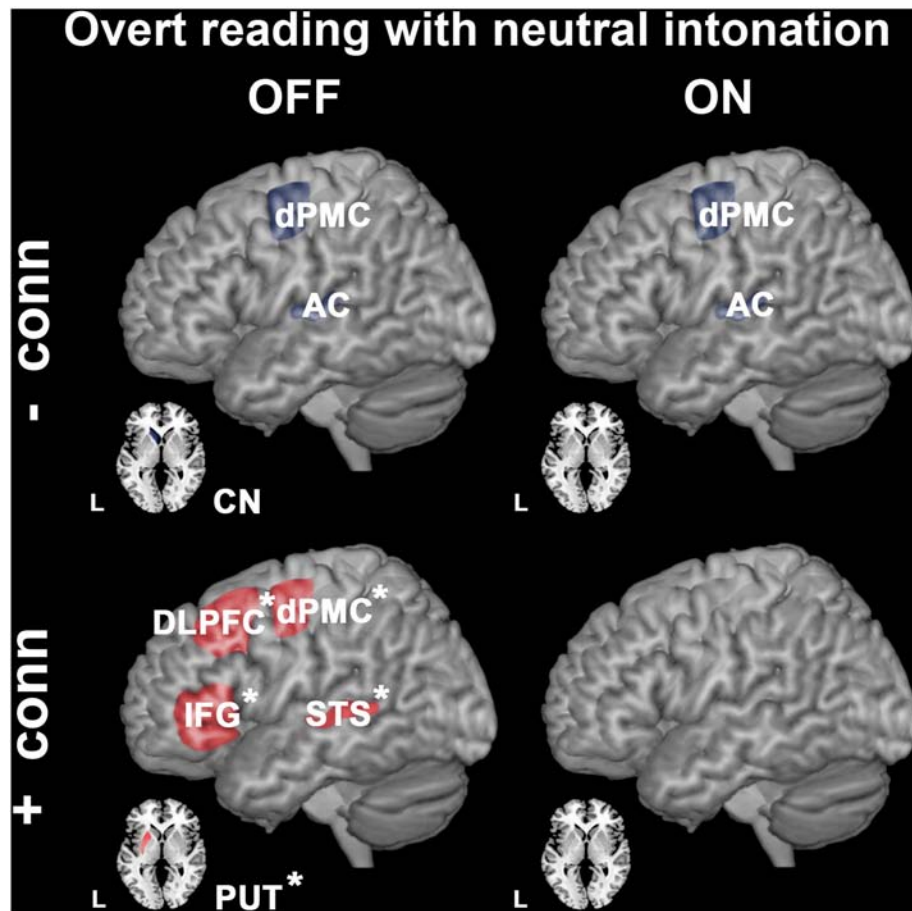 Overt reading with neutral intonation
OFF ON
- conn
dPMC
AC
L CN
dPMC
AC
L
+ conn
DLPFC* dPMC*
IFG* STS*
L PUT*
L